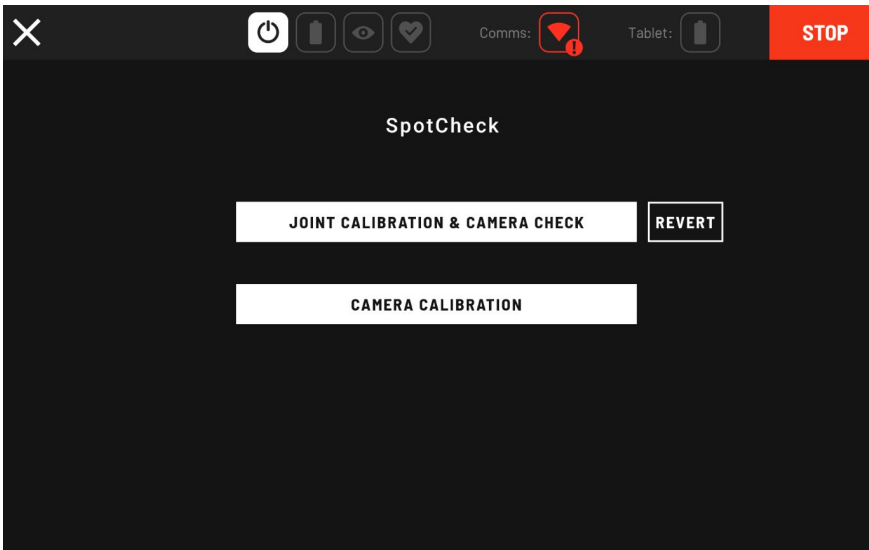 Comms:
Tablet:
STOP
SpotCheck
JOINT CALIBRATION & CAMERA CHECK
REVERT
CAMERA CALIBRATION